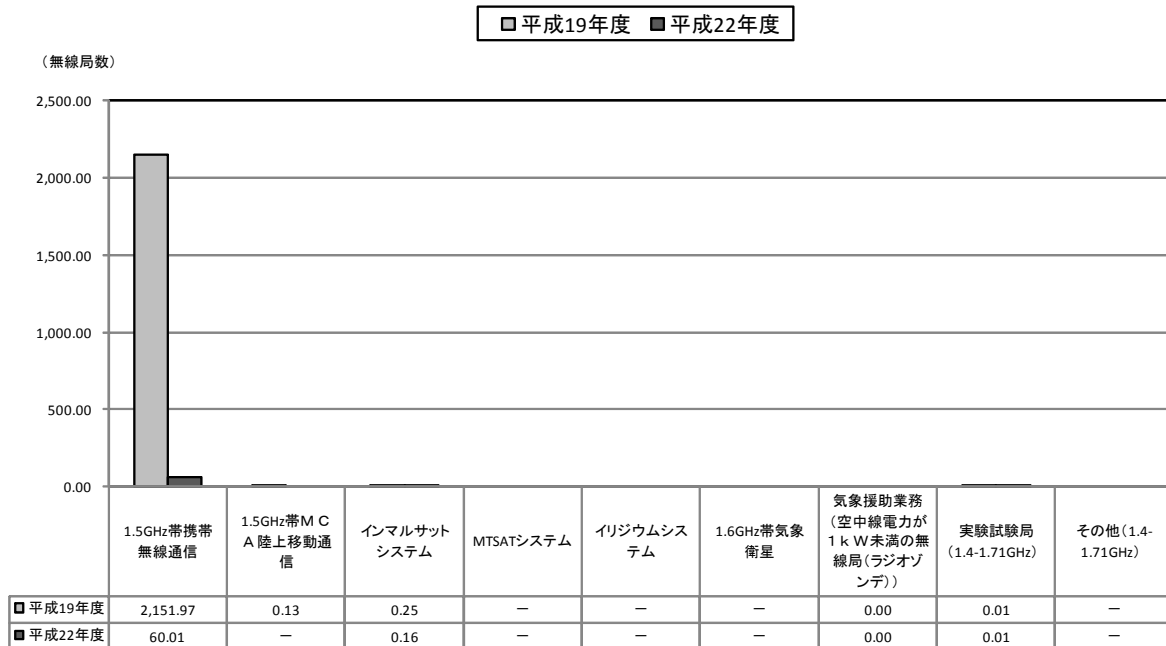 平成19年度 平成22年度
（無線局数）
2,500.00
2,000.00
1,500.00
1,000.00
500.00
0.00
1.5GHz帯携帯
無線通信
1.5GHz帯ＭＣ
Ａ陸上移動通
信
インマルサット
システム
MTSATシステム
イリジウムシス
テム
1.6GHz帯気象
衛星
気象援助業務
（空中線電力が
１ｋＷ未満の無
線局（ラジオゾ
ンデ））
実験試験局
（1.4-1.71GHz）
その他（1.4-
1.71GHz）
平成19年度 2,151.97 0.13 0.25 － － － 0.00 0.01 －
平成22年度 60.01 － 0.16 － － － 0.00 0.01 －